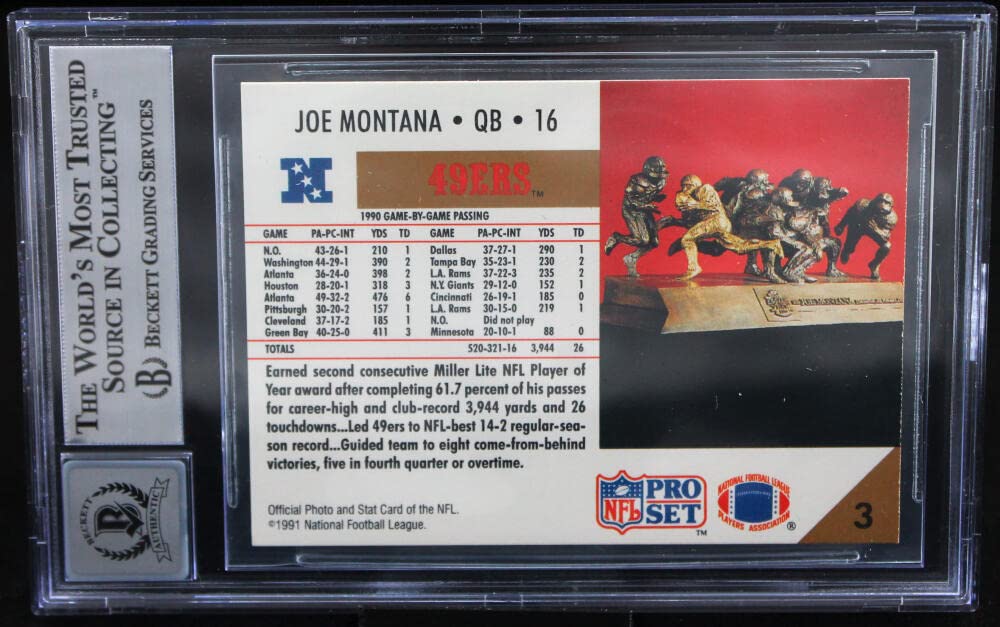 THE WORLD'S MOST TRUSTED
SOURCE IN COLLECTING™
BECKETT GRADING SERVICES
B
BECKETT
B
AUTHENTIC
JOE MONTANA • QB • 16
N
49ERS™
1990 GAME-BY-GAME PASSING
GAME PA-PC-INT YDS TD GAME PA-PC-INT YDS TD
N.O. 43-26-1 210 1 Dallas 37-27-1 290 1
Washington 44-29-1 390 2 Tampa Bay 35-23-1 230 2
Atlanta 36-24-0 398 2 L.A. Rams 37-22-3 235 2
Houston 28-20-1 318 3 N.Y. Giants 29-12-0 152 1
Atlanta 49-32-2 476 6 Cincinnati 26-19-1 185 0
Pittsburgh 30-20-2 157 1 L.A. Rams 30-15-0 219 1
Cleveland 37-17-2 185 1 N.O. Did not play
Green Bay 40-25-0 411 3 Minnesota 20-10-1 88 0
TOTALS 520-321-16 3,944 26
Earned second consecutive Miller Lite NFL Player of
Year award after completing 61.7 percent of his passes
for career-high and club-record 3,944 yards and 26
touchdowns...Led 49ers to NFL-best 14-2 regular-sea-
son record...Guided team to eight come-from-behind
victories, five in fourth quarter or overtime.
Official Photo and Stat Card of the NFL.
©1991 National Football League.
NFL
PRO
SET
™
NATIONAL FOOTBALL LEAGUE
PLAYERS ASSOCIATION
®
3